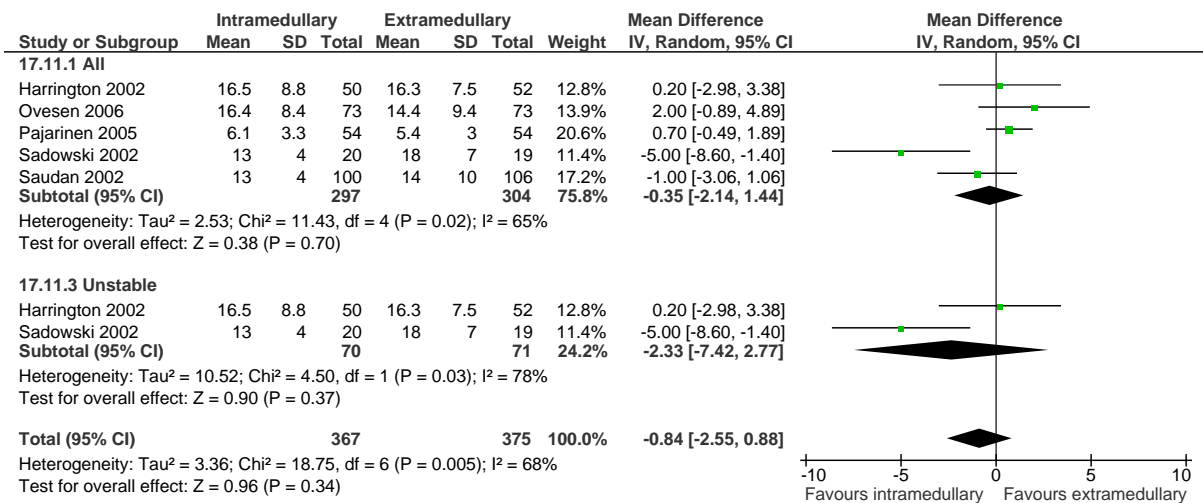 Intramedullary Extramedullary Mean Difference Mean Difference
Study or Subgroup Mean SD Total Mean SD Total Weight IV, Random, 95% CI IV, Random, 95% CI
17.11.1 All
Harrington 2002 16.5 8.8 50 16.3 7.5 52 12.8% 0.20 [-2.98, 3.38]
Ovesen 2006 16.4 8.4 73 14.4 9.4 73 13.9% 2.00 [-0.89, 4.89]
Pajarinen 2005 6.1 3.3 54 5.4 3 54 20.6% 0.70 [-0.49, 1.89]
Sadowski 2002 13 4 20 18 7 19 11.4% -5.00 [-8.60, -1.40]
Saudan 2002 13 4 100 14 10 106 17.2% -1.00 [-3.06, 1.06]
Subtotal (95% CI) 297 304 75.8% -0.35 [-2.14, 1.44]
Heterogeneity: Tau² = 2.53; Chi² = 11.43, df = 4 (P = 0.02); I² = 65%
Test for overall effect: Z = 0.38 (P = 0.70)
17.11.3 Unstable
Harrington 2002 16.5 8.8 50 16.3 7.5 52 12.8% 0.20 [-2.98, 3.38]
Sadowski 2002 13 4 20 18 7 19 11.4% -5.00 [-8.60, -1.40]
Subtotal (95% CI) 70 71 24.2% -2.33 [-7.42, 2.77]
Heterogeneity: Tau² = 10.52; Chi² = 4.50, df = 1 (P = 0.03); I² = 78%
Test for overall effect: Z = 0.90 (P = 0.37)
Total (95% CI) 367 375 100.0% -0.84 [-2.55, 0.88]
Heterogeneity: Tau² = 3.36; Chi² = 18.75, df = 6 (P = 0.005); I² = 68%
Test for overall effect: Z = 0.96 (P = 0.34)
-10 -5 0 5 10
Favours intramedullary Favours extramedullary